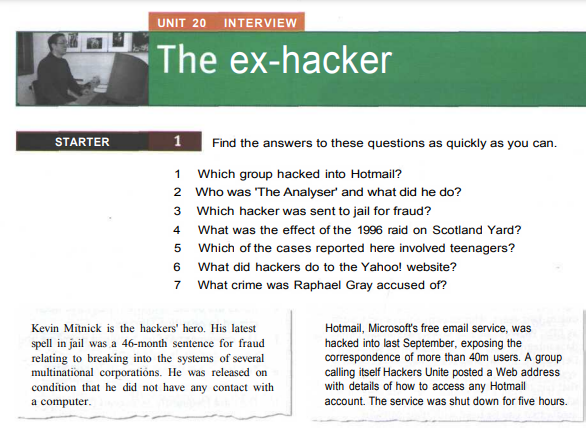 UNIT 20 INTERVIEW
The ex-hacker
STARTER
1 Find the answers to these questions as quickly as you can.
1 Which group hacked into Hotmail?
2 Who was 'The Analyser' and what did he do?
3 Which hacker was sent to jail for fraud?
4 What was the effect of the 1996 raid on Scotland Yard?
5 Which of the cases reported here involved teenagers?
6 What did hackers do to the Yahoo! website?
7 What crime was Raphael Gray accused of?
Kevin Mitnick is the hackers' hero. His latest
spell in jail was a 46-month sentence for fraud
relating to breaking into the systems of several
multinational corporations. He was released on
condition that he did not have any contact with
a computer.
Hotmail, Microsoft's free email service, was
hacked into last September, exposing the
correspondence of more than 40m users. A group
calling itself Hackers Unite posted a Web address
with details of how to access any Hotmall
account. The service was shut down for five hours.